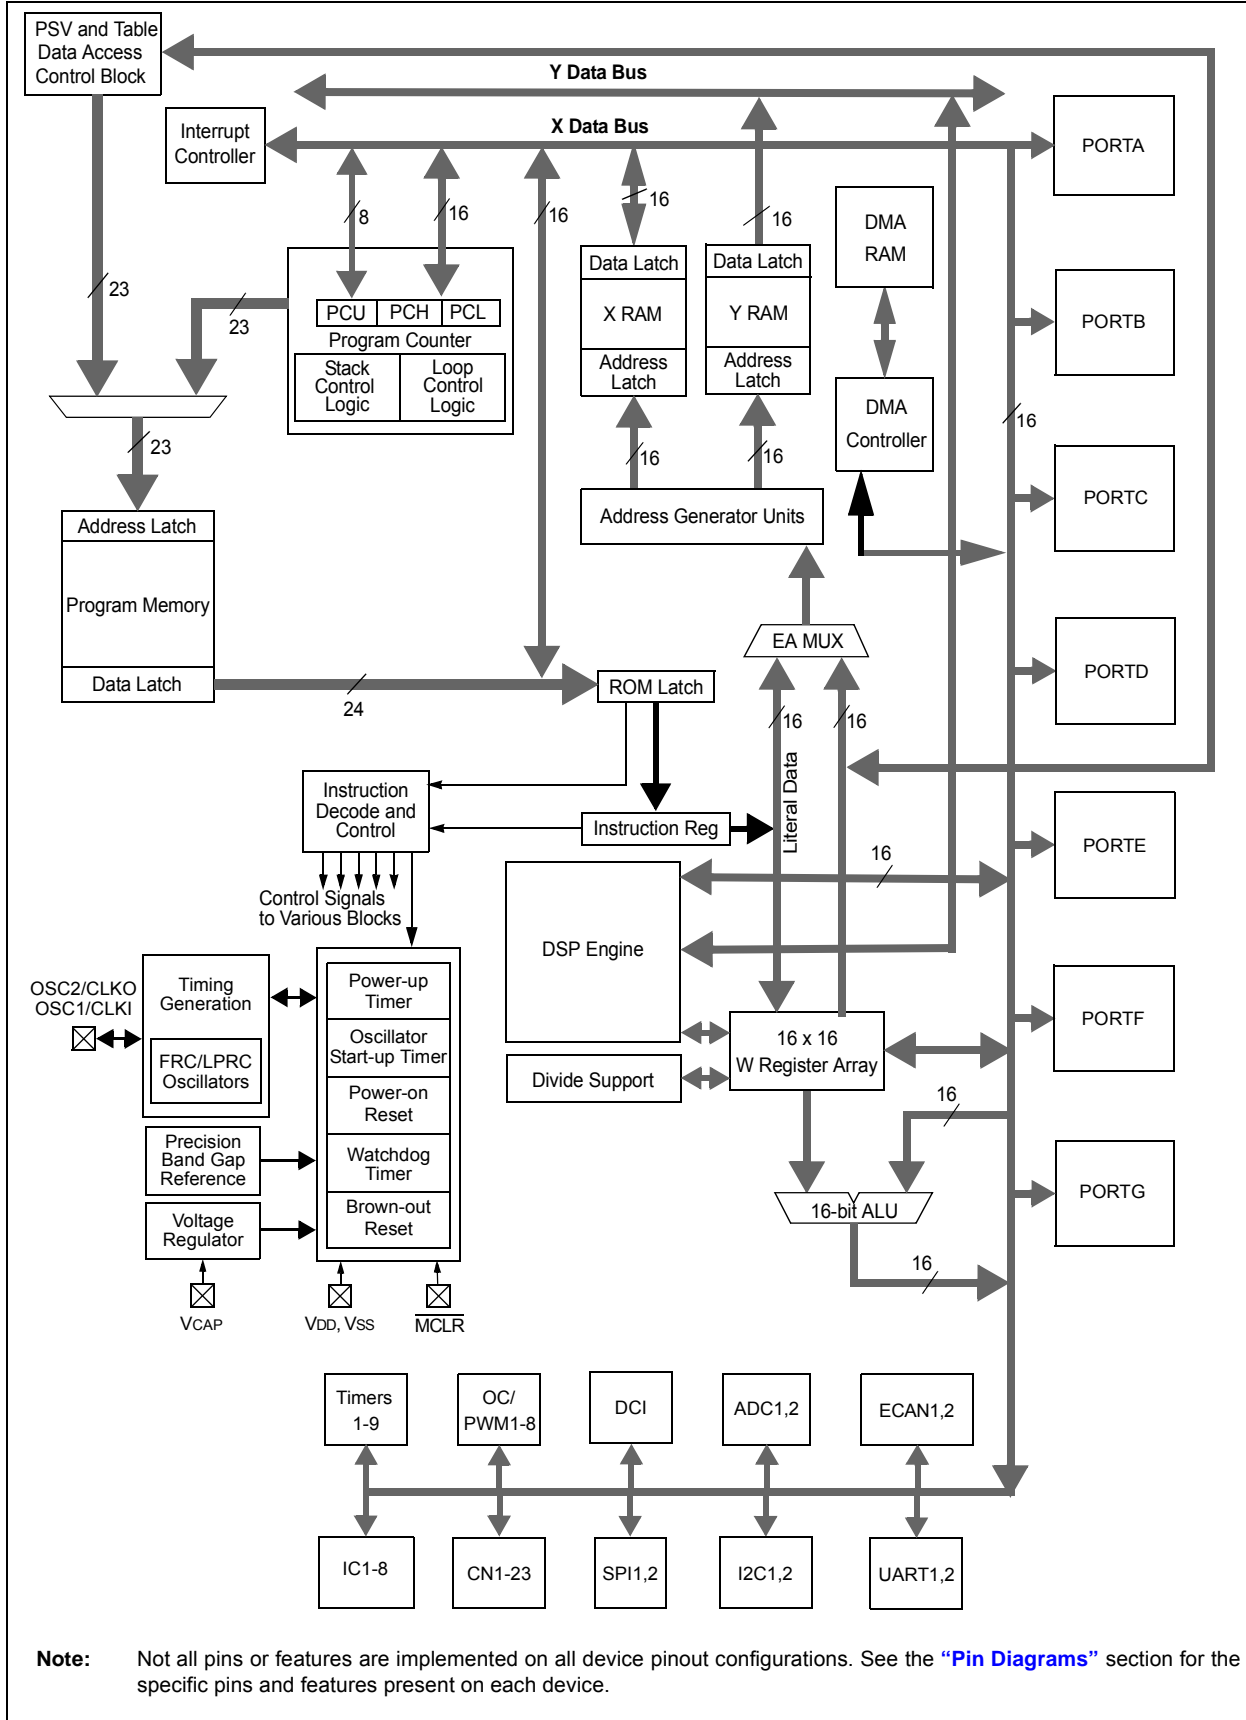 PSV and Table
Data Access
Control Block
Y Data Bus
Interrupt
Controller
X Data Bus
PORTA
8
16
16
16
16
DMA
RAM
23
23
Data Latch
X RAM
Address
Latch
Data Latch
Y RAM
Address
Latch
PCU
PCH
PCL
Program Counter
Stack
Control
Logic
Loop
Control
Logic
PORTB
DMA
Controller
16
23
16
16
PORTC
Address Generator Units
Address Latch
Program Memory
Data Latch
24
ROM Latch
EA MUX
PORTD
16
16
Literal Data
Instruction
Decode and
Control
Instruction Reg
PORTE
16
Control Signals
to Various Blocks
DSP Engine
OSC2/CLKO
OSC1/CLKI
Timing
Generation
FRC/LPRC
Oscillators
Power-up
Timer
Oscillator
Start-up Timer
Power-on
Reset
Watchdog
Timer
Brown-out
Reset
16 x 16
W Register Array
Divide Support
PORTF
Precision
Band Gap
Reference
Voltage
Regulator
16
16-bit ALU
PORTG
16
VCAP
VDD, VSS
MCLR
Timers
1-9
OC/
PWM1-8
DCI
ADC1,2
ECAN1,2
IC1-8
CN1-23
SPI1,2
I2C1,2
UART1,2
Note: Not all pins or features are implemented on all device pinout configurations. See the “Pin Diagrams” section for the
specific pins and features present on each device.